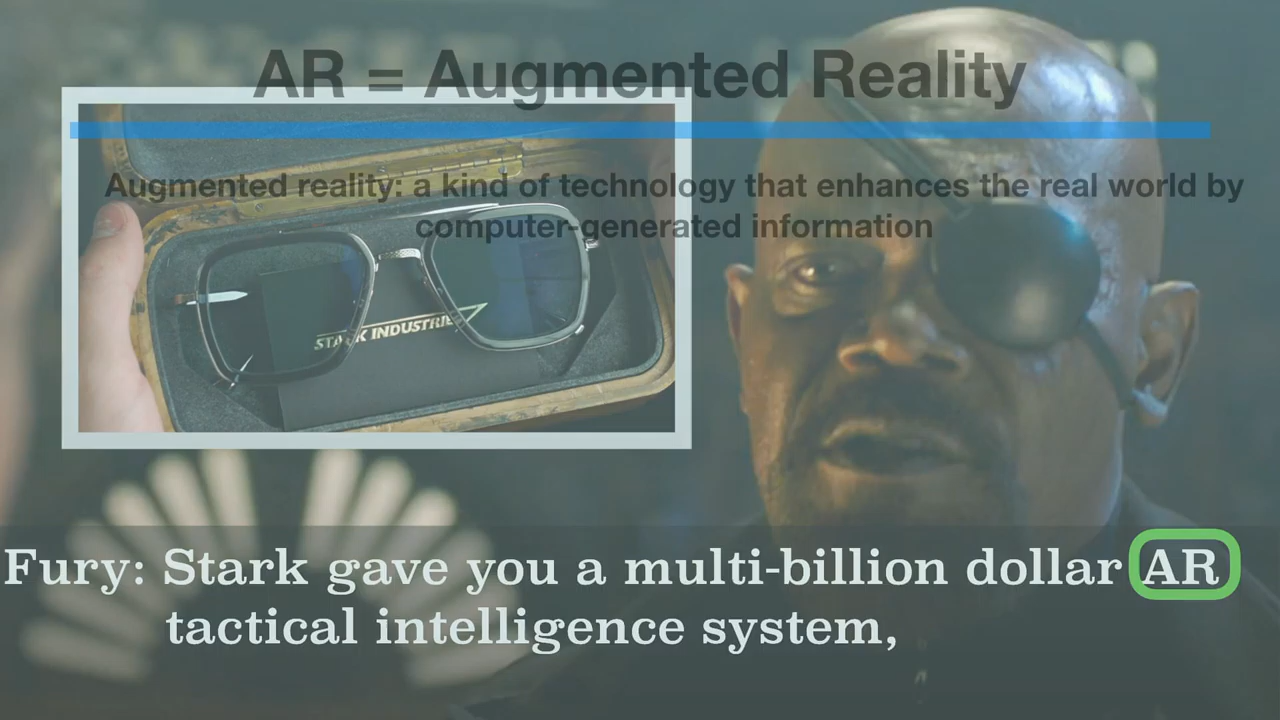 AR = Augmented Reality
Augmented reality: a kind of technology that enhances the real world by
computer-generated information
STARK INDUSTRIES
Fury: Stark gave you a multi-billion dollar AR
tactical intelligence system,